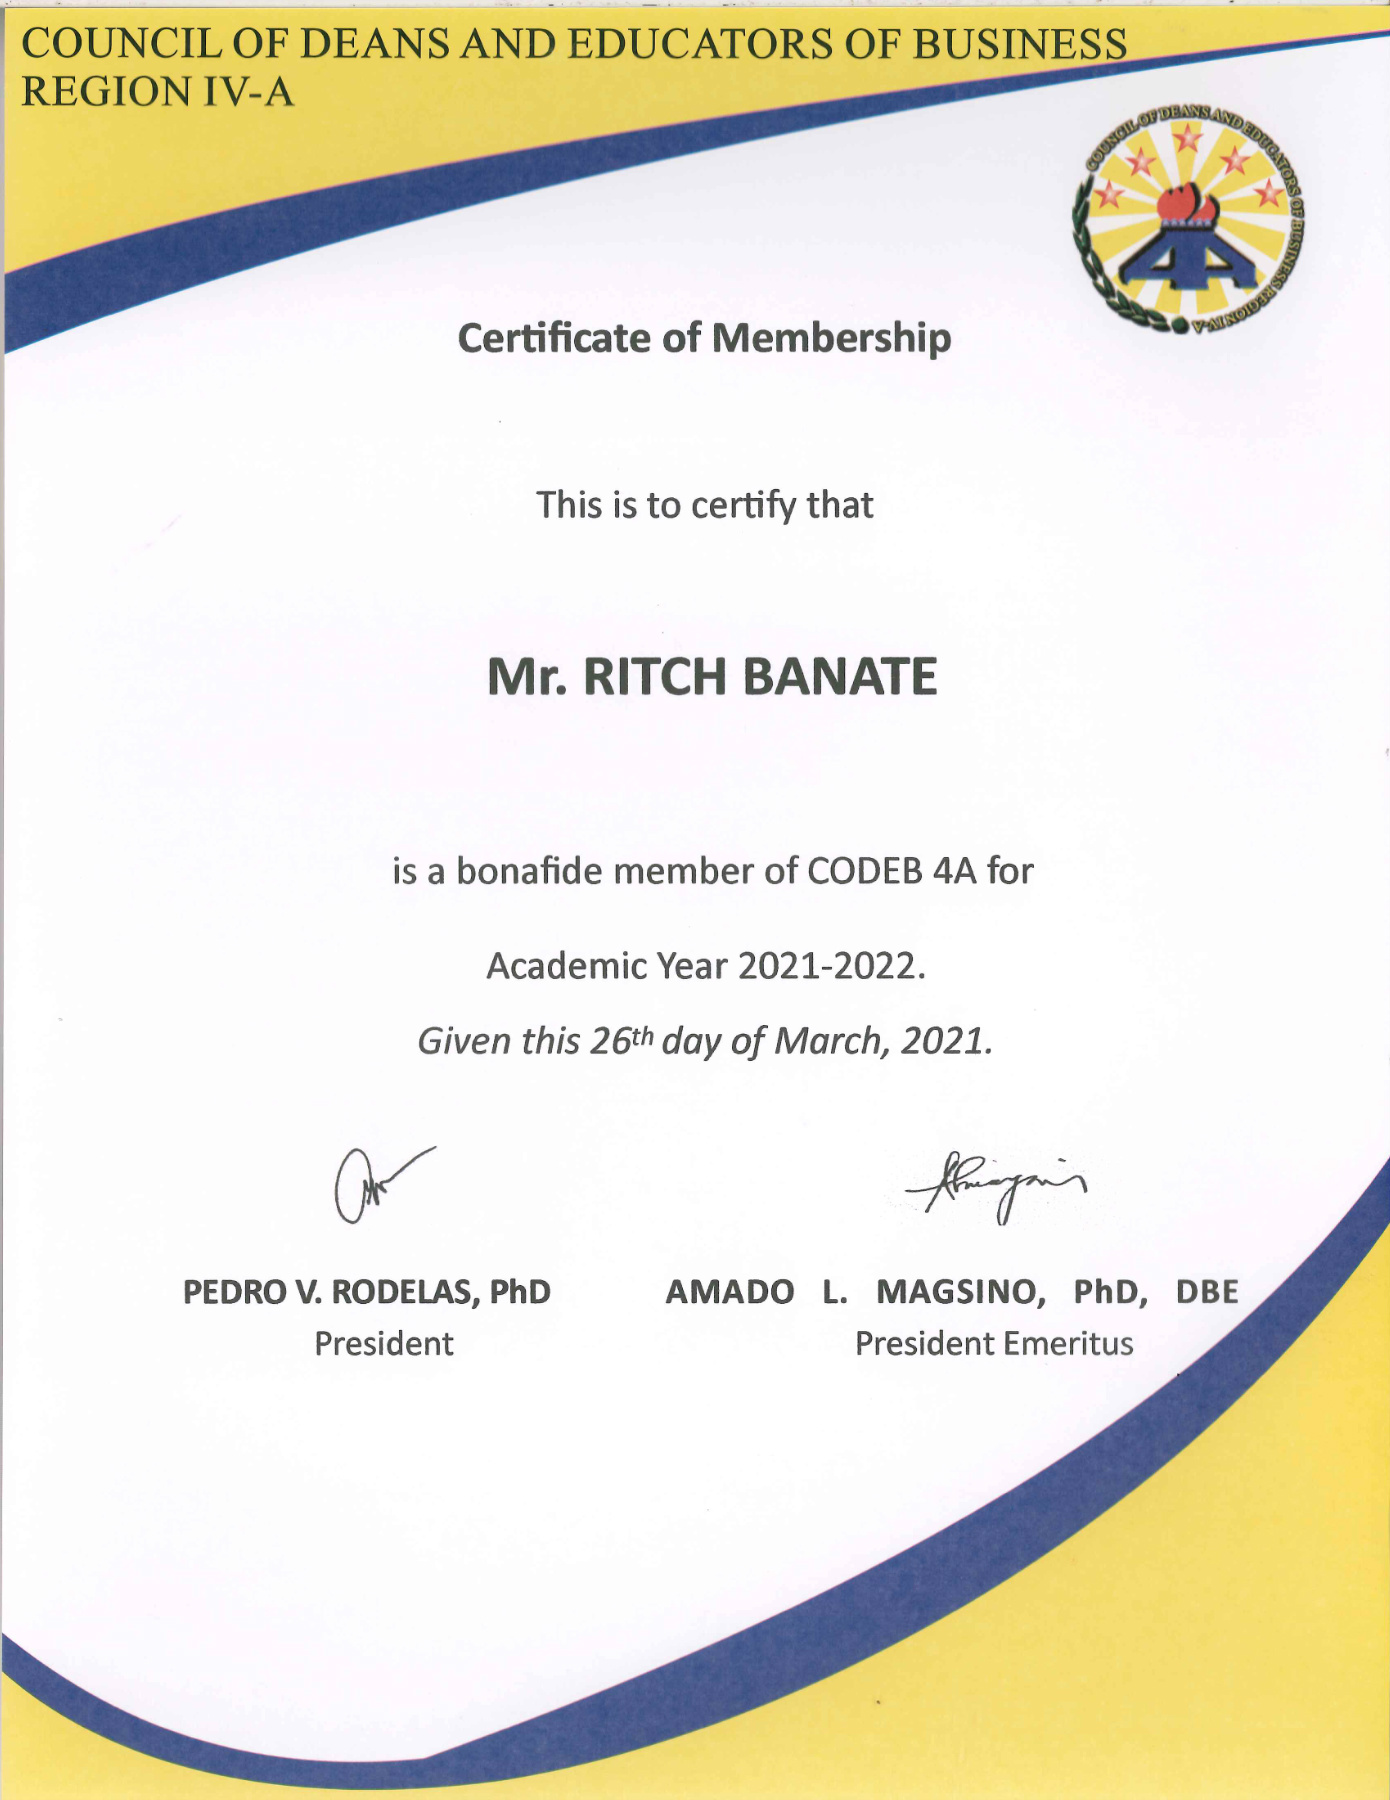 COUNCIL OF DEANS AND EDUCATORS OF BUSINESS
REGION IV-A
COUNCIL OF DEANS AND EDUCATORS OF BUSINESS REGION IV-A
4A
Certificate of Membership
This is to certify that
Mr. RITCH BANATE
is a bonafide member of CODEB 4A for
Academic Year 2021-2022.
Given this 26th day of March, 2021.
PEDRO V. RODELAS, PhD
President
AMADO L. MAGSINO, PhD, DBE
President Emeritus